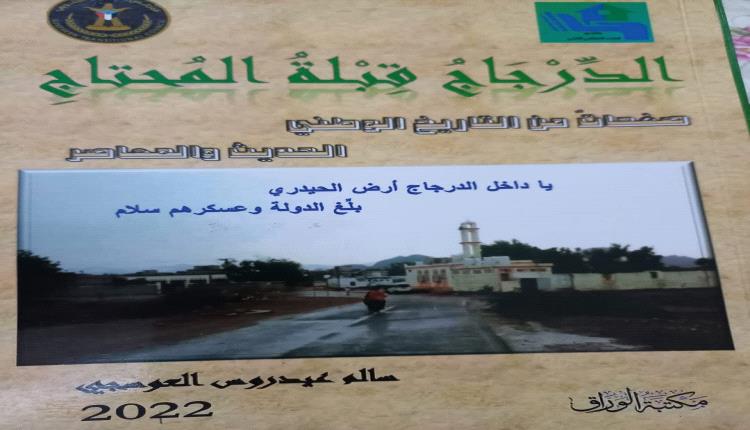 الدِّرْجَاجُ قِبْلةُ المُحتاجِ
صفحاتٌ من التاريخ الوطني
الحديث والمعاصر
يا داخل الدرجاج أرض الحيدري
بلّغ الدولة وعسكرهم سلام
سالم عيدروس العوسجي
2022
مكتبة الوراق